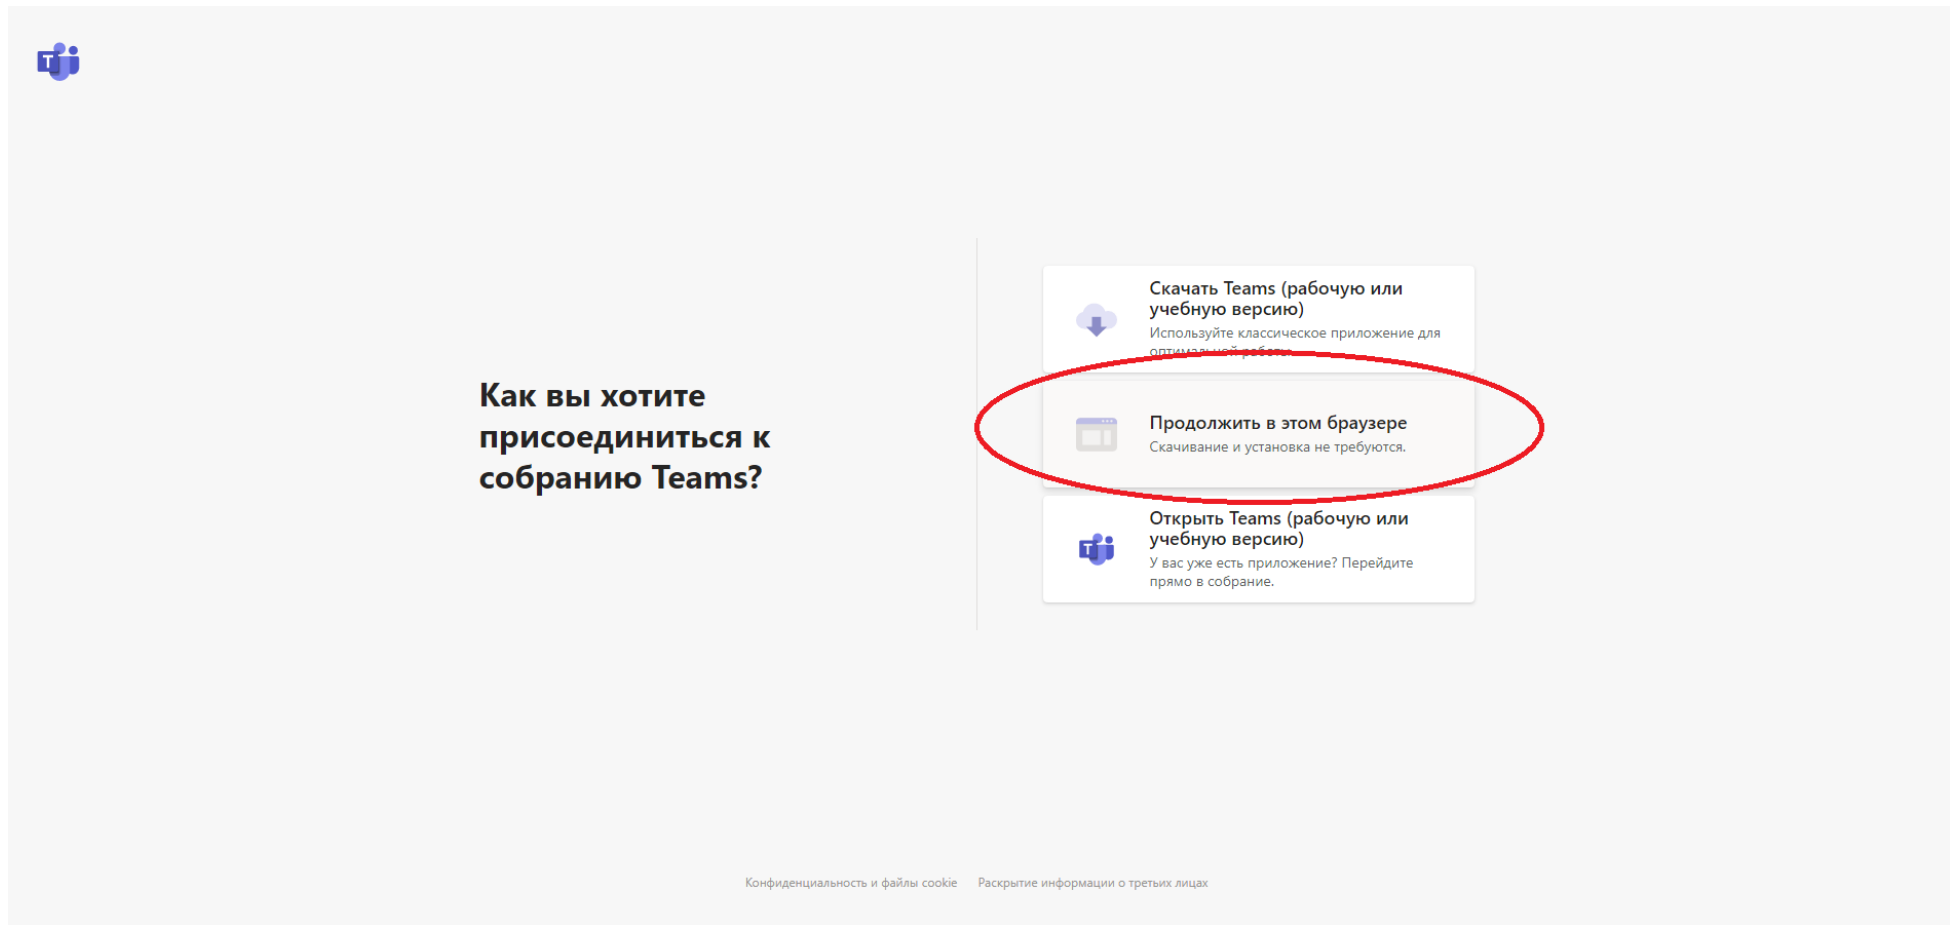 Как вы хотите
присоединиться к
собранию Teams?
Скачать Teams (рабочую или
учебную версию)
Используйте классическое приложение для
оптимальной работы.
Продолжить в этом браузере
Скачивание и установка не требуются.
Открыть Teams (рабочую или
учебную версию)
У вас уже есть приложение? Перейдите
прямо в собрание.
Конфиденциальность и файлы cookie
Раскрытие информации о третьих лицах